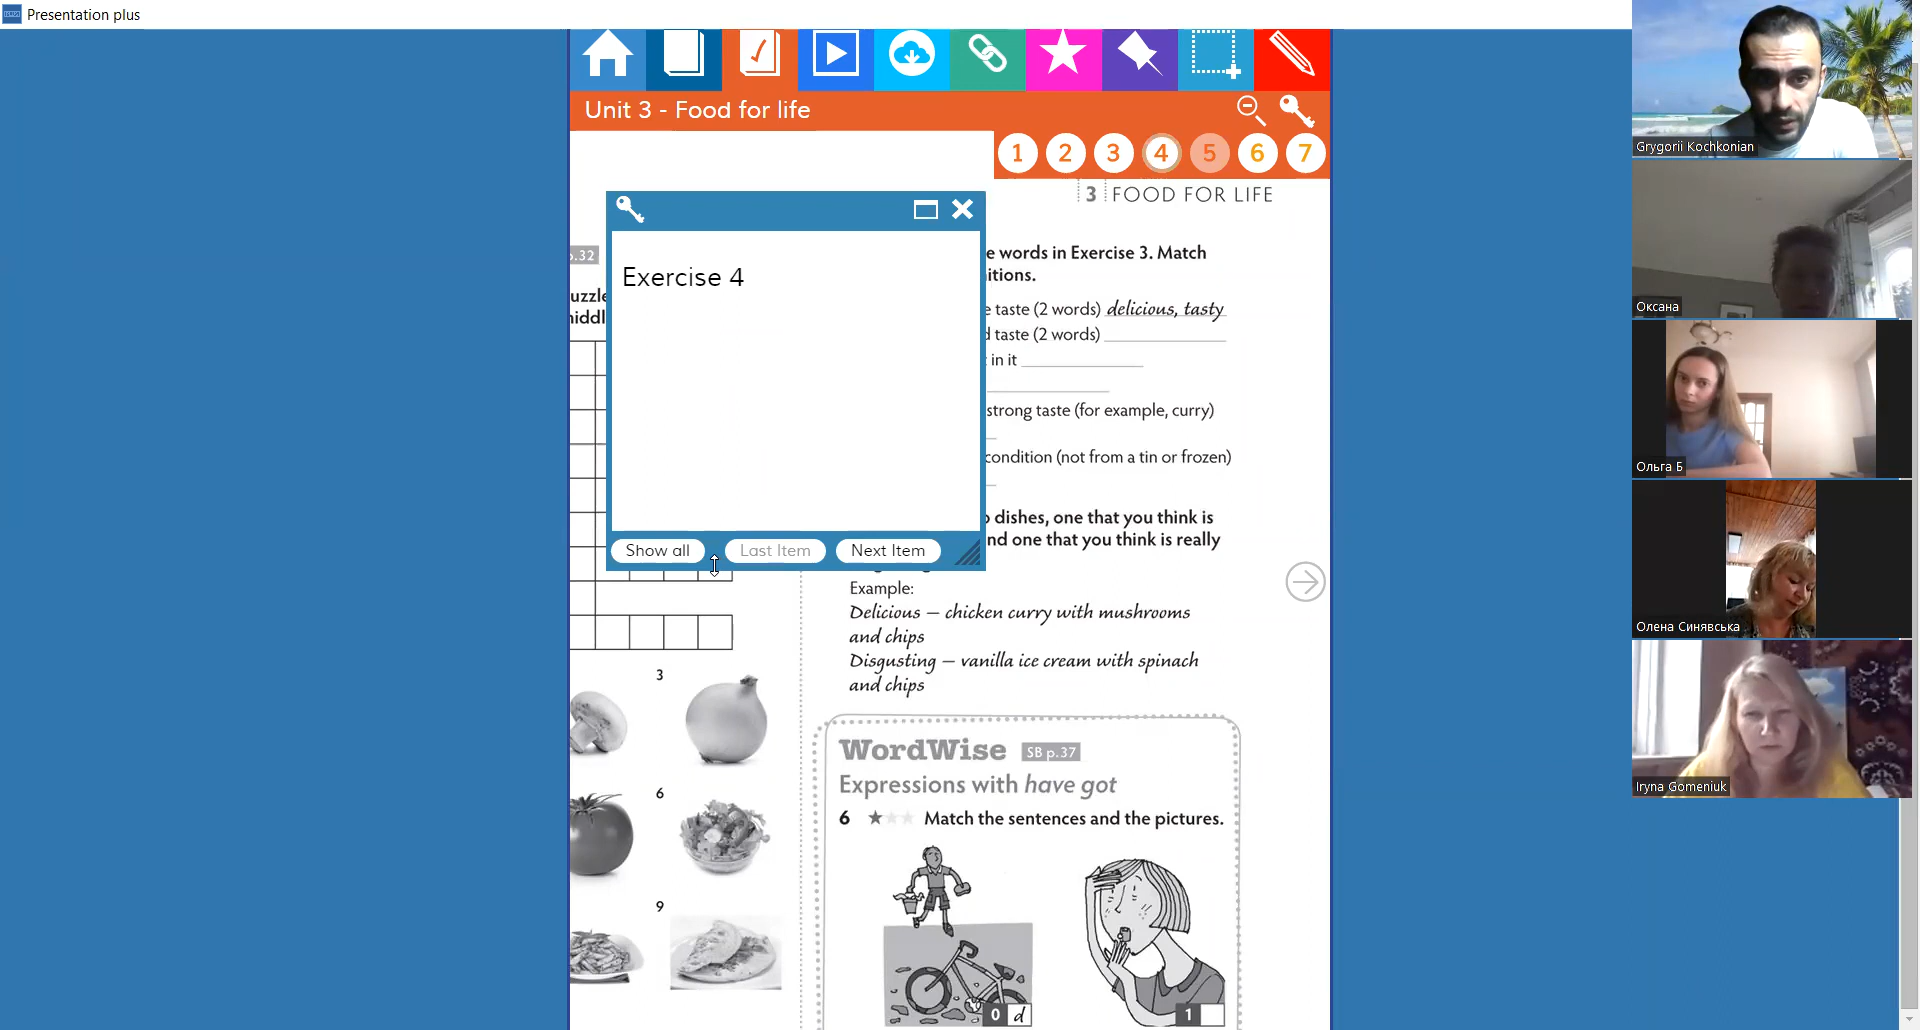 Presentation plus
Unit 3 - Food for life
1 2 3 4 5 6 7
3 FOOD FOR LIFE
p.32
Exercise 4
Show all
Last Item
Next Item
e words in Exercise 3. Match
itions.
e taste (2 words) delicious, tasty
d taste (2 words)
in it
strong taste (for example, curry)
condition (not from a tin or frozen)
dishes, one that you think is
nd one that you think is really
Example:
Delicious – chicken curry with mushrooms
and chips
Disgusting – vanilla ice cream with spinach
and chips
uzzle
iddl
3
6
9
WordWise SB p.37
Expressions with have got
6 Match the sentences and the pictures.
0 d
1
Grygorii Kochkonian
Оксана
Ольга Б
Олена Синявська
Iryna Gomeniuk